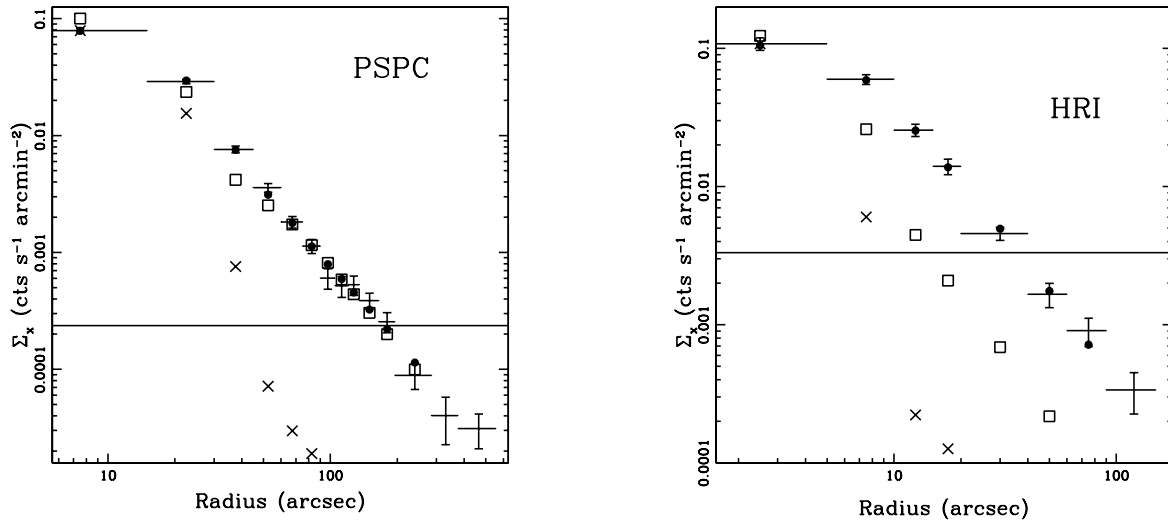 PSPC
Σx (cts s⁻¹ arcmin⁻²)
0.1
0.01
0.001
0.0001
10
100
Radius (arcsec)
HRI
Σx (cts s⁻¹ arcmin⁻²)
0.1
0.01
0.001
0.0001
10
100
Radius (arcsec)